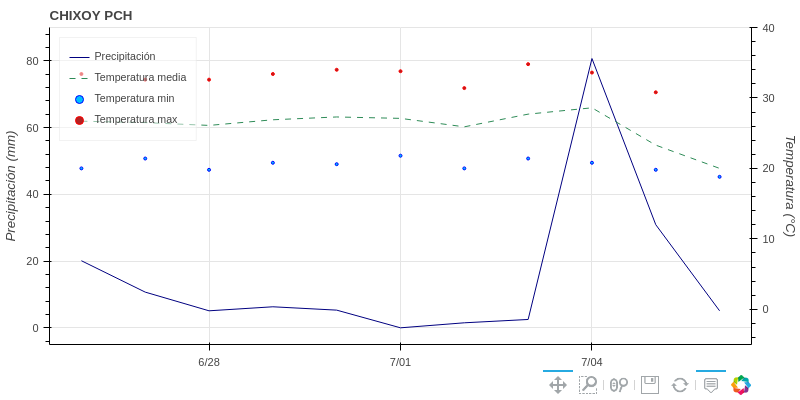 CHIXOY PCH
Precipitación
Temperatura media
Temperatura min
Temperatura max
Precipitación (mm)
80
60
40
20
0
Temperatura (°C)
40
30
20
10
0
6/28
7/01
7/04